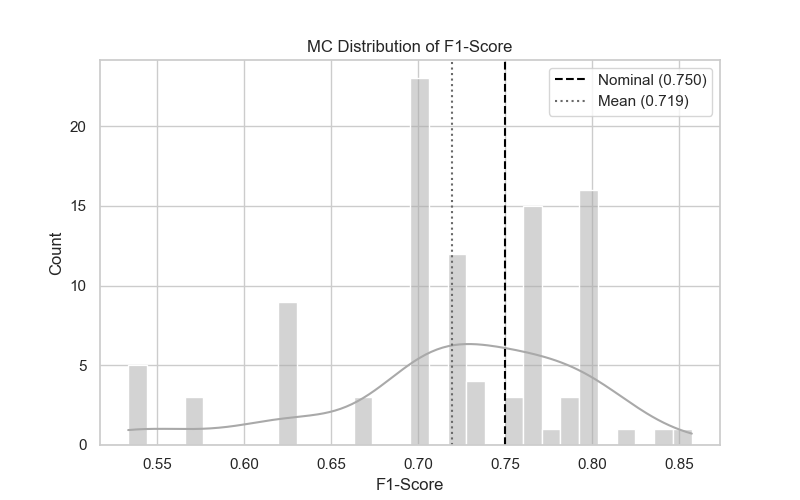 MC Distribution of F1-Score
Nominal (0.750)
Mean (0.719)
Count
20
15
10
5
0
0.55 0.60 0.65 0.70 0.75 0.80 0.85
F1-Score